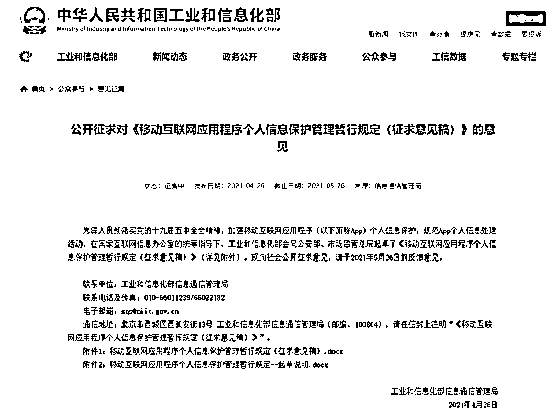 中华人民共和国工业和信息化部
Ministry of Industry and Information Technology of the People's Republic of China
工业和信息化部 新闻动态 政务公开 政务服务 公众参与 工信数据 专题专栏
首页 > 公众参与 > 意见征集
公开征求对《移动互联网应用程序个人信息保护管理暂行规定（征求意见稿）》的意
见
发布日期：2021-04-26 截止日期：2021-05-26 来源：信息通信管理局
为深入贯彻落实党的十九届五中全会精神，加强移动互联网应用程序（以下简称App）个人信息保护，规范App个人信息处理
活动，在国家互联网信息办公室的统筹指导下，工业和信息化部会同公安部、市场监管总局起草了《移动互联网应用程序个人信
息保护管理暂行规定（征求意见稿）》（详见附件）。现向社会公开征求意见，请于2021年5月26日前反馈意见。
联系单位：工业和信息化部信息通信管理局
联系电话及传真：
电子邮箱：
通信地址：北京市西城区西长安街13号 工业和信息化部信息通信管理局（邮编：100804），请在信封上注明“《移动互联
网应用程序个人信息保护管理暂行规定（征求意见稿）》”。
附件1：移动互联网应用程序个人信息保护管理暂行规定（征求意见稿）.docx
附件2：移动互联网应用程序个人信息保护管理暂行规定--起草说明.docx
工业和信息化部信息通信管理局
2021年4月26日